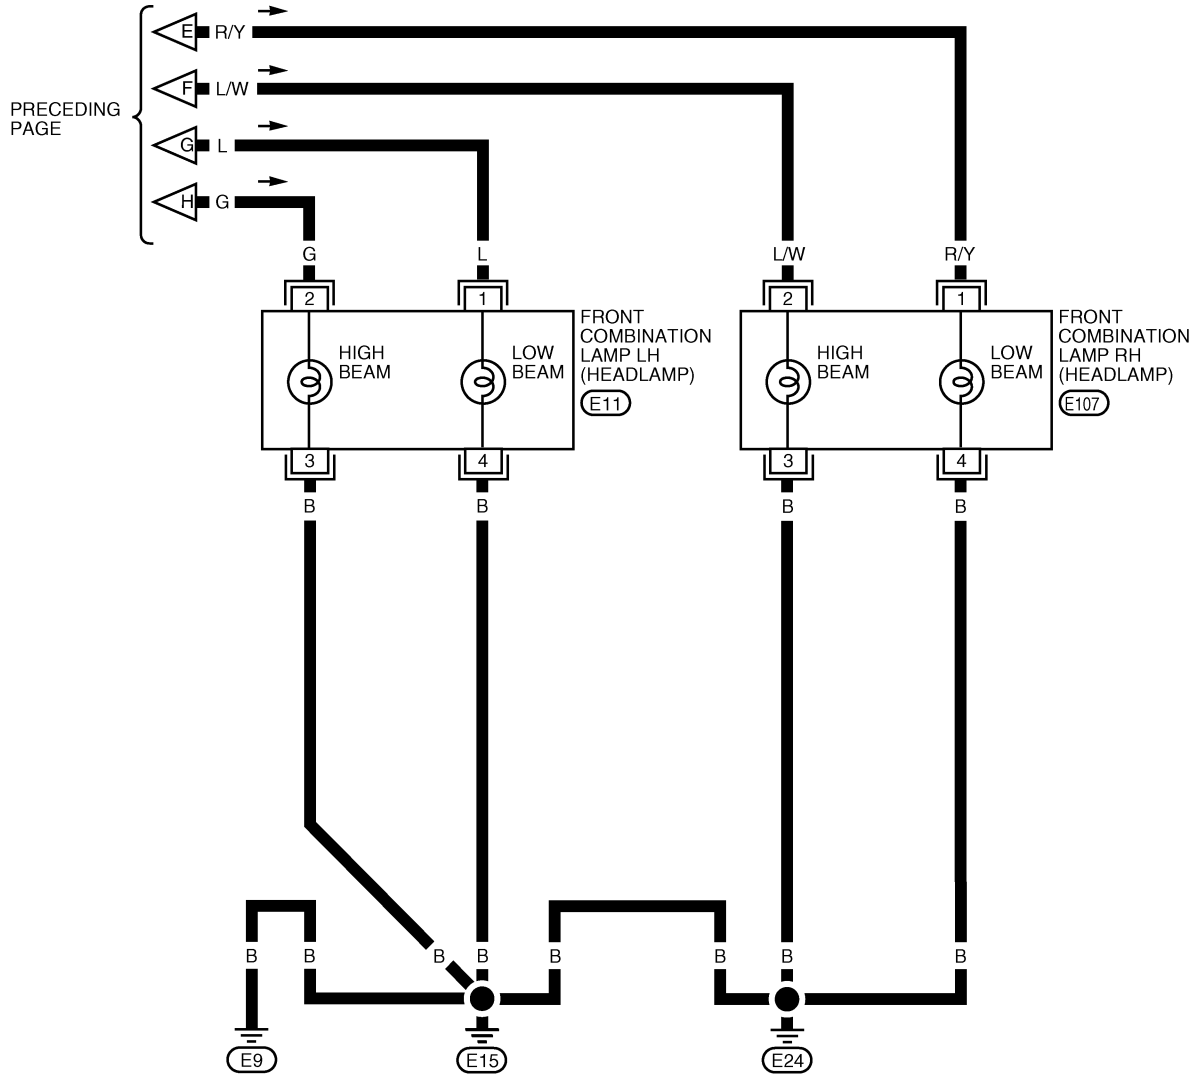 E R/Y
F L/W
PRECEDING
PAGE
G L
H G
G L L/W R/Y
2 1 2 1
FRONT
COMBINATION
LAMP LH
(HEADLAMP)
E11
FRONT
COMBINATION
LAMP RH
(HEADLAMP)
E107
HIGH
BEAM
LOW
BEAM
HIGH
BEAM
LOW
BEAM
3 4 3 4
B B B B
B B B B B B B B
E9 E15 E24